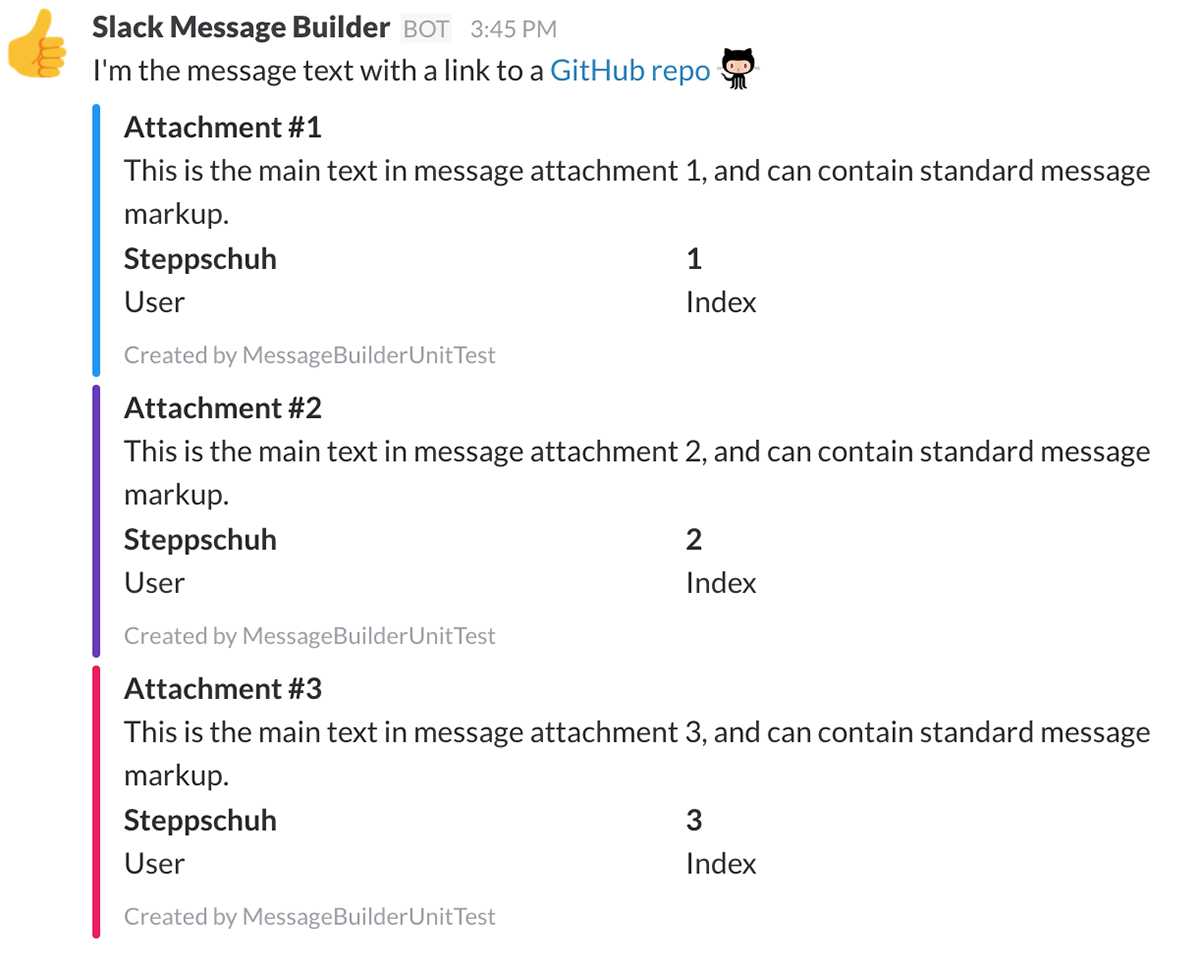 Slack Message Builder BOT 3:45 PM
I'm the message text with a link to a GitHub repo
Attachment #1
This is the main text in message attachment 1, and can contain standard message
markup.
Steppschuh 1
User Index
Created by MessageBuilderUnitTest
Attachment #2
This is the main text in message attachment 2, and can contain standard message
markup.
Steppschuh 2
User Index
Created by MessageBuilderUnitTest
Attachment #3
This is the main text in message attachment 3, and can contain standard message
markup.
Steppschuh 3
User Index
Created by MessageBuilderUnitTest